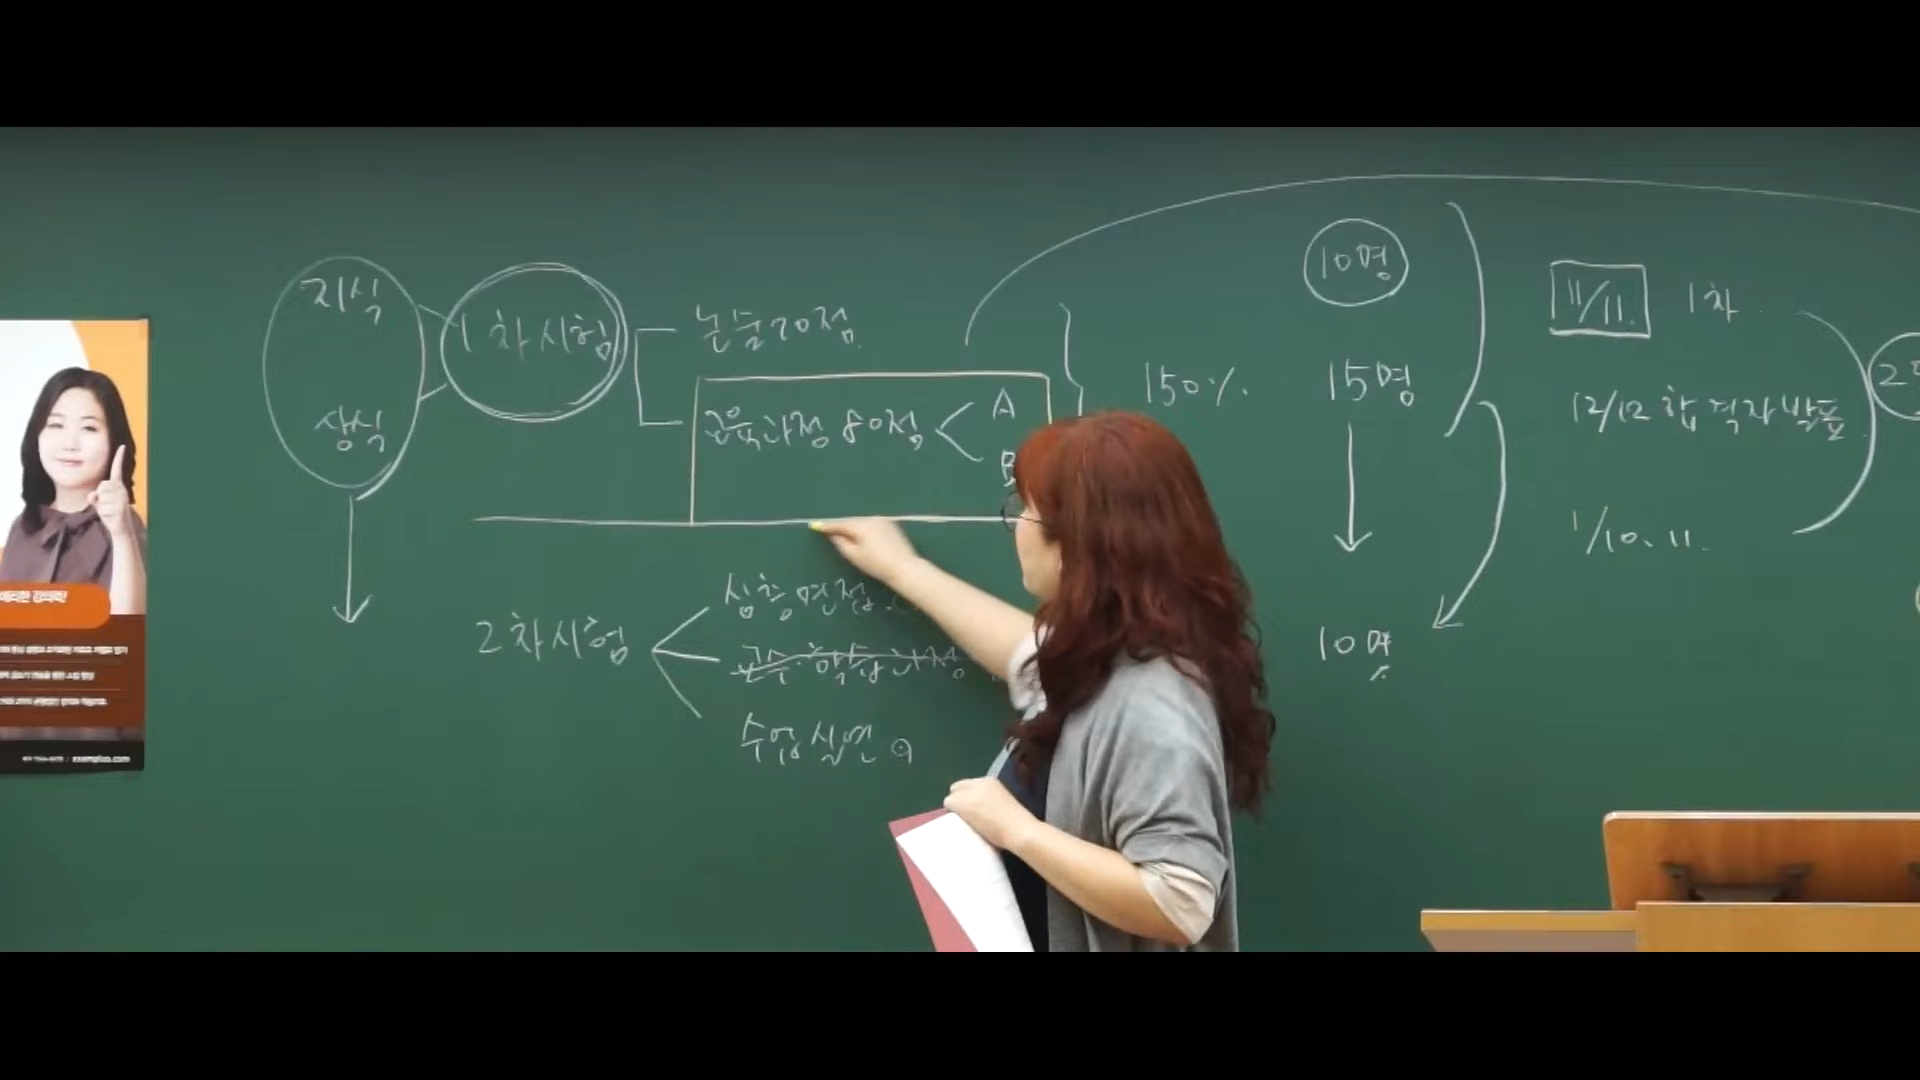 지식
상식
1차시험
논술 20점
교육과정 80점
A
B
2차시험
심층면접
교수·학습과정
수업실연
150%
10명
15명
10명
11/11. 1차
12/12 합격자발표
1/10. 11.
2